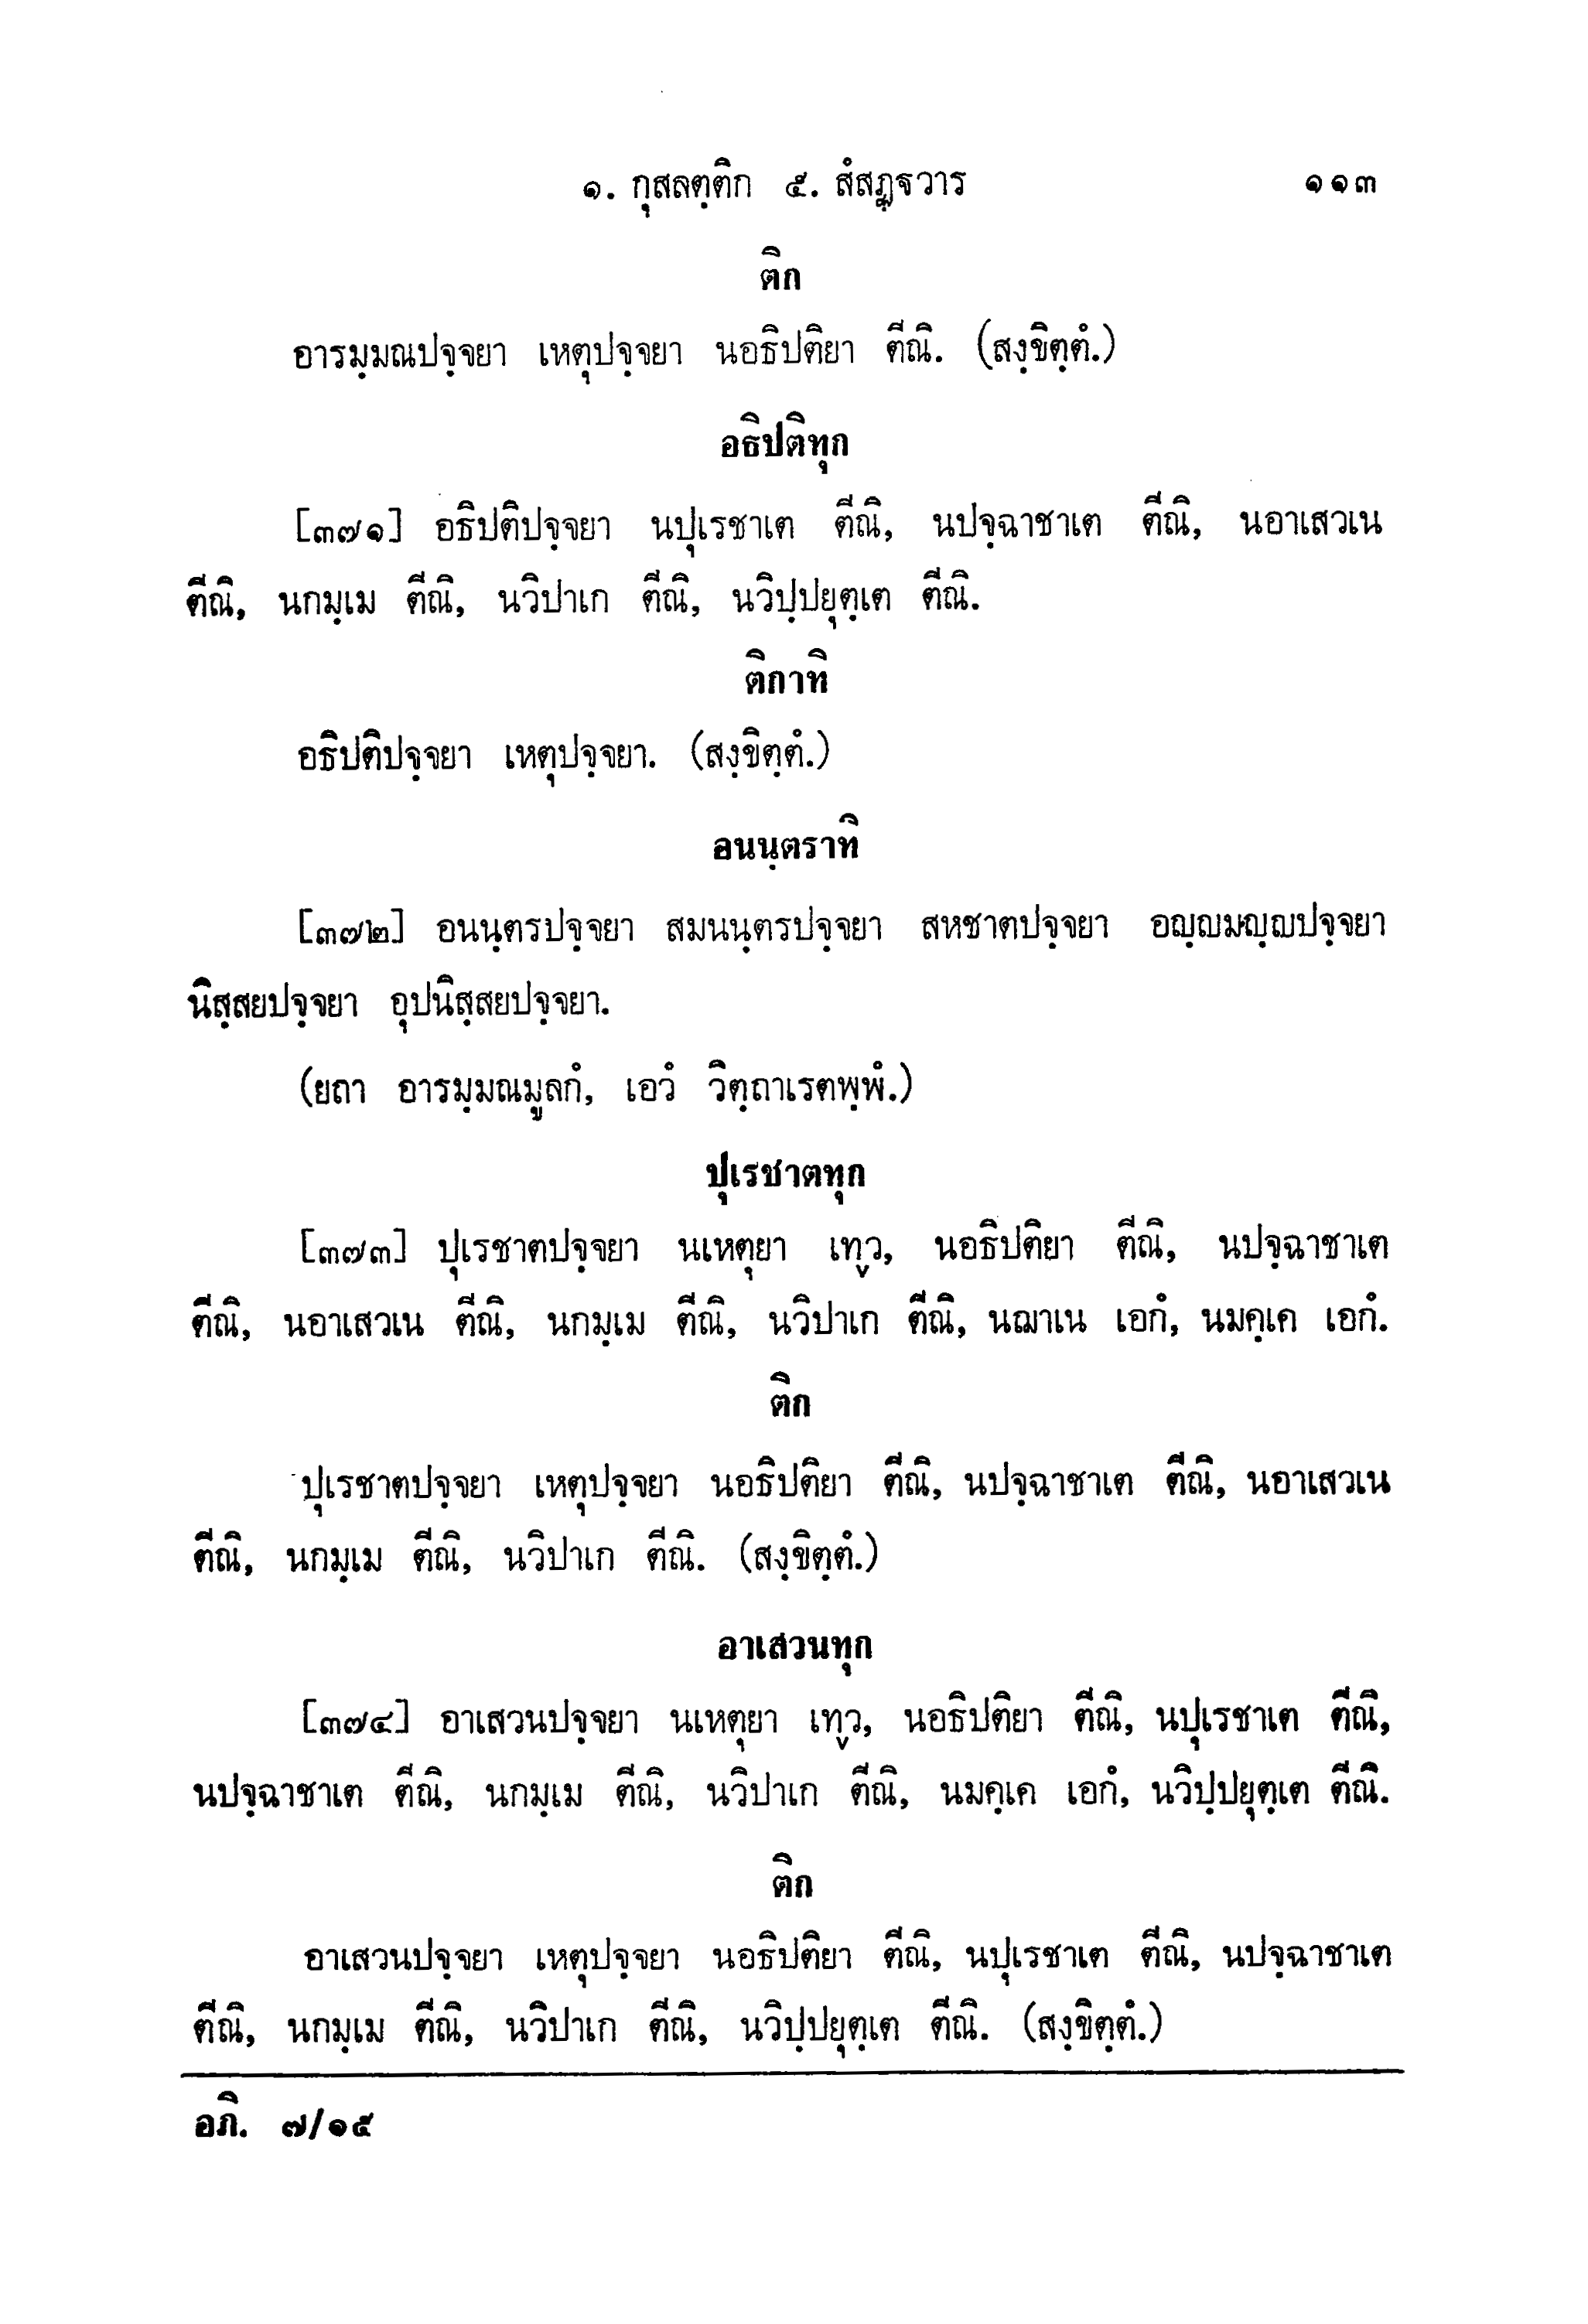 ๑. กุสลตฺติก ๕. สํสฏฺฐวาร ๑๑๓
ติก
อารมฺมณปจฺจยา เหตุปจฺจยา นอธิปติยา ตีณิ. (สงฺขิตฺตํ.)
อธิปติทุก
[๓๗๑] อธิปติปจฺจยา นปุเรชาเต ตีณิ, นปจฺฉาชาเต ตีณิ, นอาเสวเน
ตีณิ, นกมฺเม ตีณิ, นวิปาเก ตีณิ, นวิปฺปยุตฺเต ตีณิ.
ติกาทิ
อธิปติปจฺจยา เหตุปจฺจยา. (สงฺขิตฺตํ.)
อนนฺตราทิ
[๓๗๒] อนนฺตรปจฺจยา สมนนฺตรปจฺจยา สหชาตปจฺจยา อญฺญมญฺญปจฺจยา
นิสฺสยปจฺจยา อุปนิสฺสยปจฺจยา.
(ยถา อารมฺมณมูลกํ, เอวํ วิตฺถาเรตพฺพํ.)
ปุเรชาตทุก
[๓๗๓] ปุเรชาตปจฺจยา นเหตุยา เทฺว, นอธิปติยา ตีณิ, นปจฺฉาชาเต
ตีณิ, นอาเสวเน ตีณิ, นกมฺเม ตีณิ, นวิปาเก ตีณิ, นฌาเน เอกํ, นมคฺเค เอกํ.
ติก
ปุเรชาตปจฺจยา เหตุปจฺจยา นอธิปติยา ตีณิ, นปจฺฉาชาเต ตีณิ, นอาเสวเน
ตีณิ, นกมฺเม ตีณิ, นวิปาเก ตีณิ. (สงฺขิตฺตํ.)
อาเสวนทุก
[๓๗๔] อาเสวนปจฺจยา นเหตุยา เทฺว, นอธิปติยา ตีณิ, นปุเรชาเต ตีณิ,
นปจฺฉาชาเต ตีณิ, นกมฺเม ตีณิ, นวิปาเก ตีณิ, นมคฺเค เอกํ, นวิปฺปยุตฺเต ตีณิ.
ติก
อาเสวนปจฺจยา เหตุปจฺจยา นอธิปติยา ตีณิ, นปุเรชาเต ตีณิ, นปจฺฉาชาเต
ตีณิ, นกมฺเม ตีณิ, นวิปาเก ตีณิ, นวิปฺปยุตฺเต ตีณิ. (สงฺขิตฺตํ.)
อภิ. ๗/๑๕